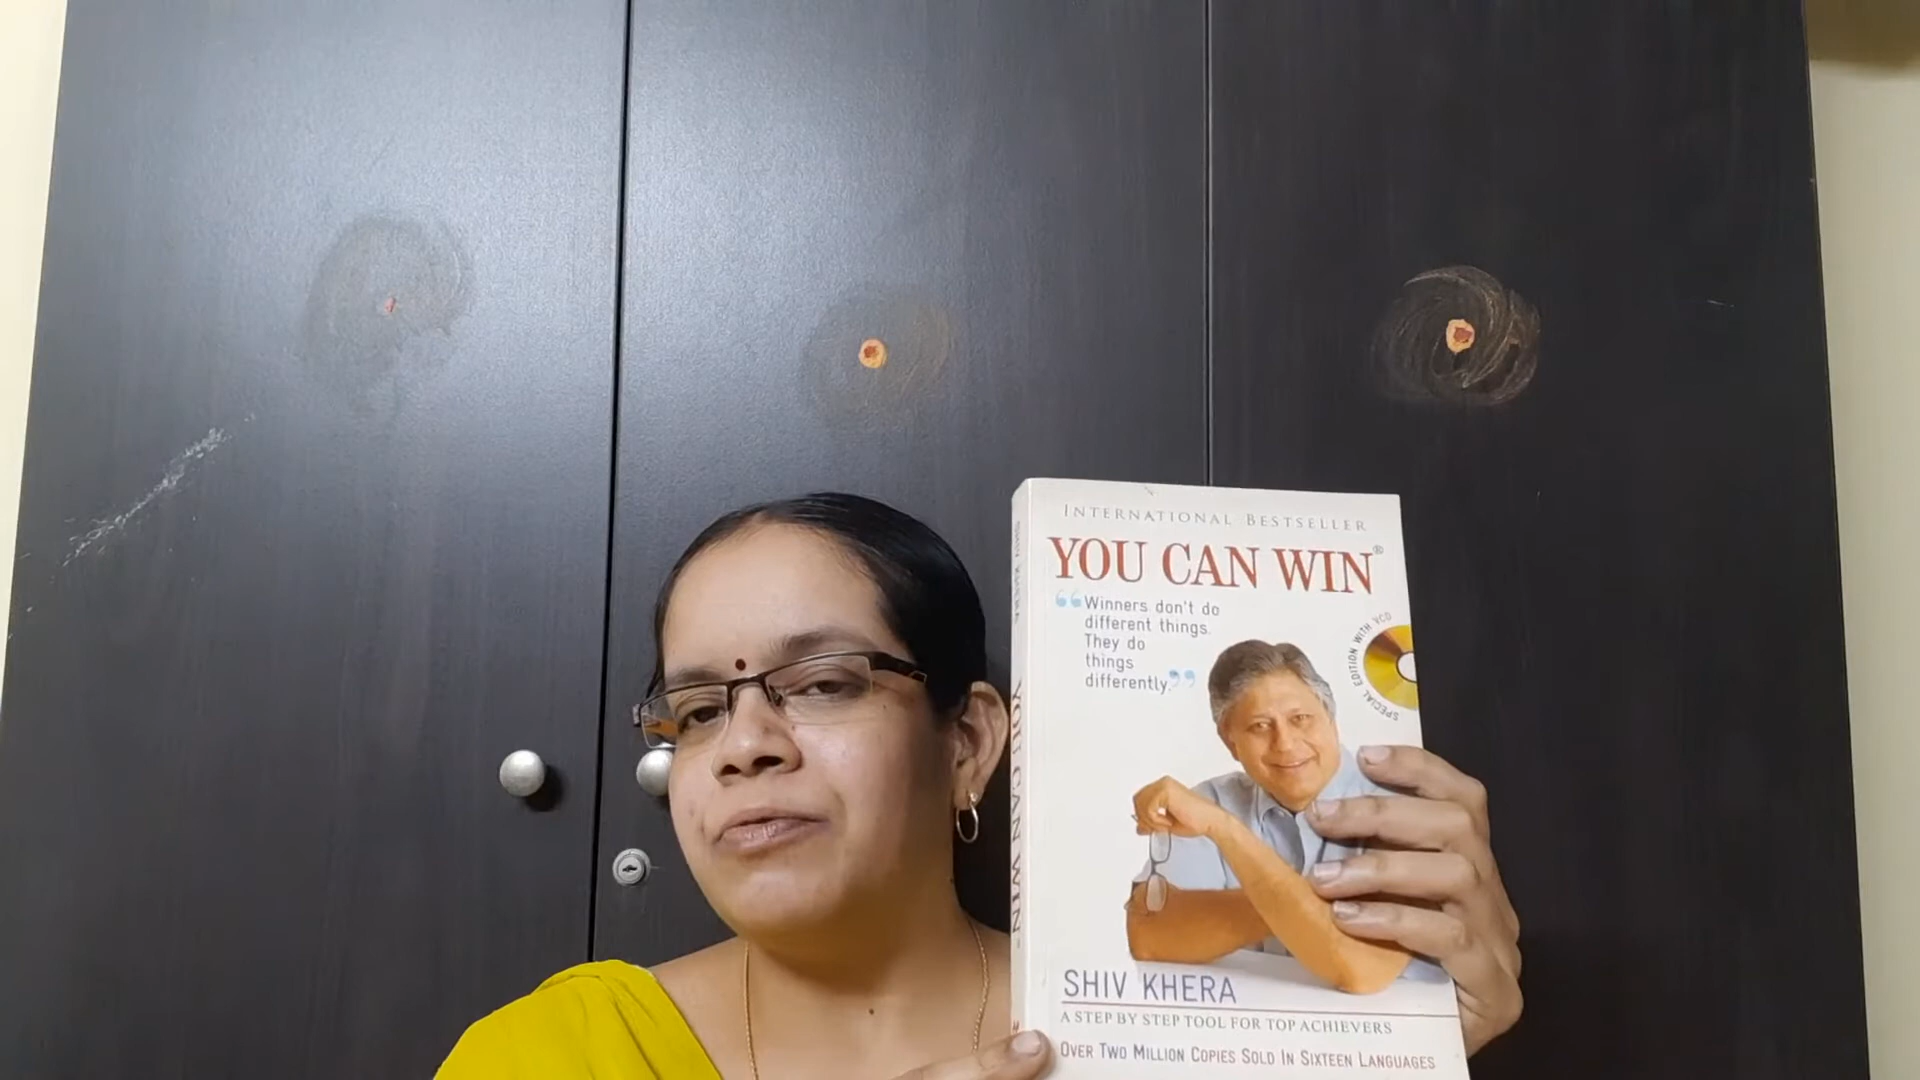 INTERNATIONAL BESTSELLER
YOU CAN WIN®
“Winners don't do
different things.
They do
things
differently.”
SPECIAL EDITION WITH VCD
SHIV KHERA
A STEP BY STEP TOOL FOR TOP ACHIEVERS
OVER TWO MILLION COPIES SOLD IN SIXTEEN LANGUAGES
SHIV KHERA
YOU CAN WIN